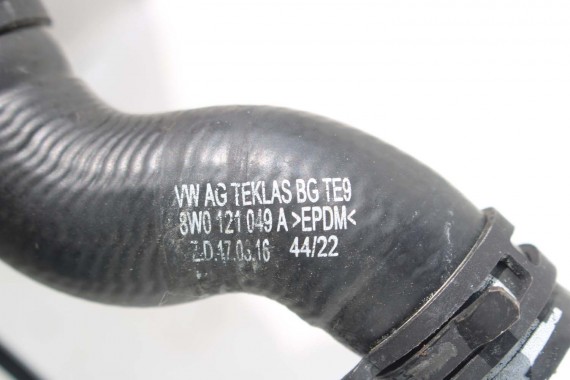 VW AG TEKLAS BG TE9
8W0 121 049 A >EPDM<
Z.D.17.03.16 44/22